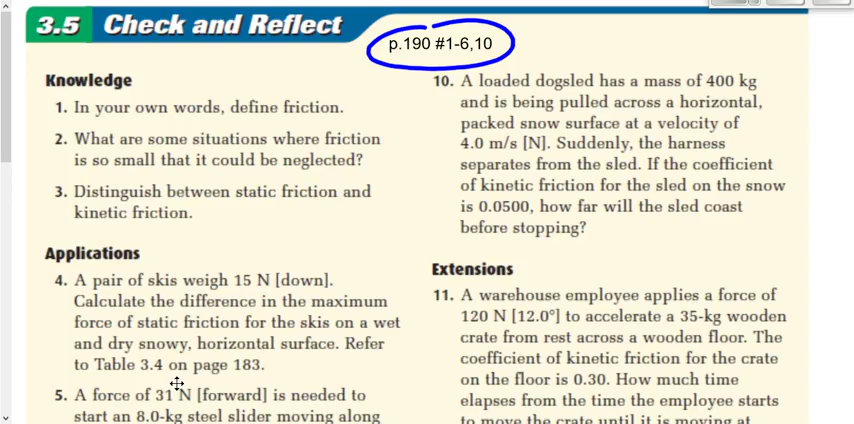 3.5 Check and Reflect
p.190 #1-6,10
Knowledge
1. In your own words, define friction.
2. What are some situations where friction
is so small that it could be neglected?
3. Distinguish between static friction and
kinetic friction.
Applications
4. A pair of skis weigh 15 N [down].
Calculate the difference in the maximum
force of static friction for the skis on a wet
and dry snowy, horizontal surface. Refer
to Table 3.4 on page 183.
5. A force of 31 N [forward] is needed to
start an 8.0-kg steel slider moving along
10. A loaded dogsled has a mass of 400 kg
and is being pulled across a horizontal,
packed snow surface at a velocity of
4.0 m/s [N]. Suddenly, the harness
separates from the sled. If the coefficient
of kinetic friction for the sled on the snow
is 0.0500, how far will the sled coast
before stopping?
Extensions
11. A warehouse employee applies a force of
120 N [12.0°] to accelerate a 35-kg wooden
crate from rest across a wooden floor. The
coefficient of kinetic friction for the crate
on the floor is 0.30. How much time
elapses from the time the employee starts
to move the crate until it is moving at